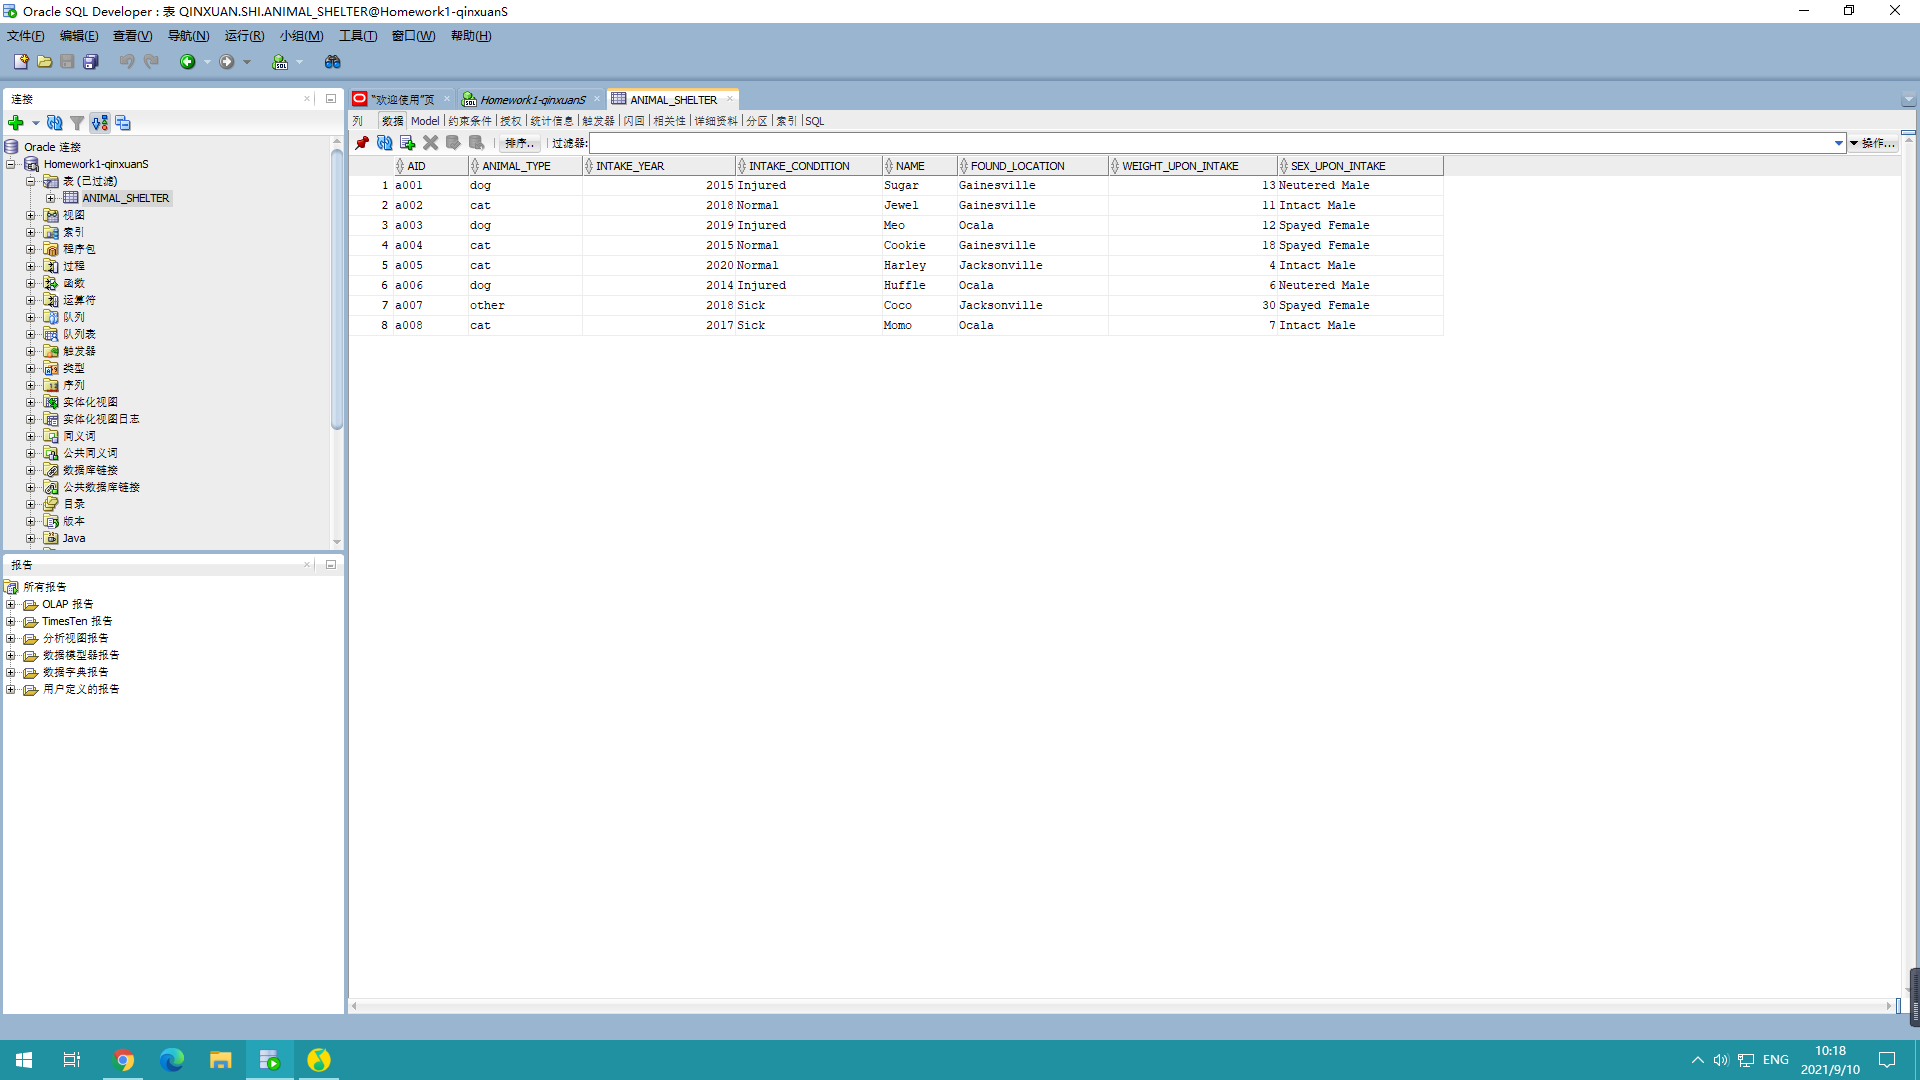 Oracle SQL Developer : 表 QINXUAN.SHI.ANIMAL_SHELTER@Homework1-qinxuanS
文件(F) 编辑(E) 查看(V) 导航(N) 运行(R) 小组(M) 工具(T) 窗口(W) 帮助(H)
连接
Oracle 连接
Homework1-qinxuanS
表 (已过滤)
ANIMAL_SHELTER
视图
索引
程序包
过程
函数
运算符
队列
队列表
触发器
类型
序列
实体化视图
实体化视图日志
同义词
公共同义词
数据库链接
公共数据库链接
目录
版本
Java
报告
所有报告
OLAP 报告
TimesTen 报告
分析视图报告
数据模型器报告
数据字典报告
用户定义的报告
"欢迎使用"页 Homework1-qinxuanS ANIMAL_SHELTER
列 数据 Model 约束条件 授权 统计信息 触发器 闪回 相关性 详细资料 分区 索引 SQL
排序.. 过滤器: 操作...
AID ANIMAL_TYPE INTAKE_YEAR INTAKE_CONDITION NAME FOUND_LOCATION WEIGHT_UPON_INTAKE SEX_UPON_INTAKE
1 a001 dog 2015 Injured Sugar Gainesville 13 Neutered Male
2 a002 cat 2018 Normal Jewel Gainesville 11 Intact Male
3 a003 dog 2019 Injured Meo Ocala 12 Spayed Female
4 a004 cat 2015 Normal Cookie Gainesville 18 Spayed Female
5 a005 cat 2020 Normal Harley Jacksonville 4 Intact Male
6 a006 dog 2014 Injured Huffle Ocala 6 Neutered Male
7 a007 other 2018 Sick Coco Jacksonville 30 Spayed Female
8 a008 cat 2017 Sick Momo Ocala 7 Intact Male
ENG
10:18
2021/9/10